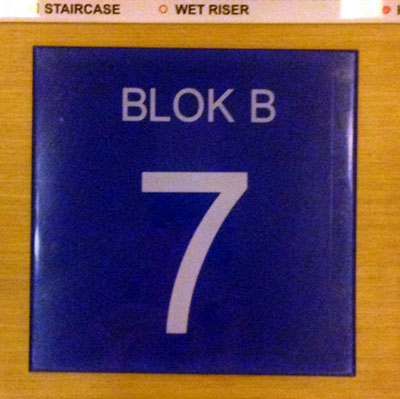 STAIRCASE WET RISER
BLOK B
7